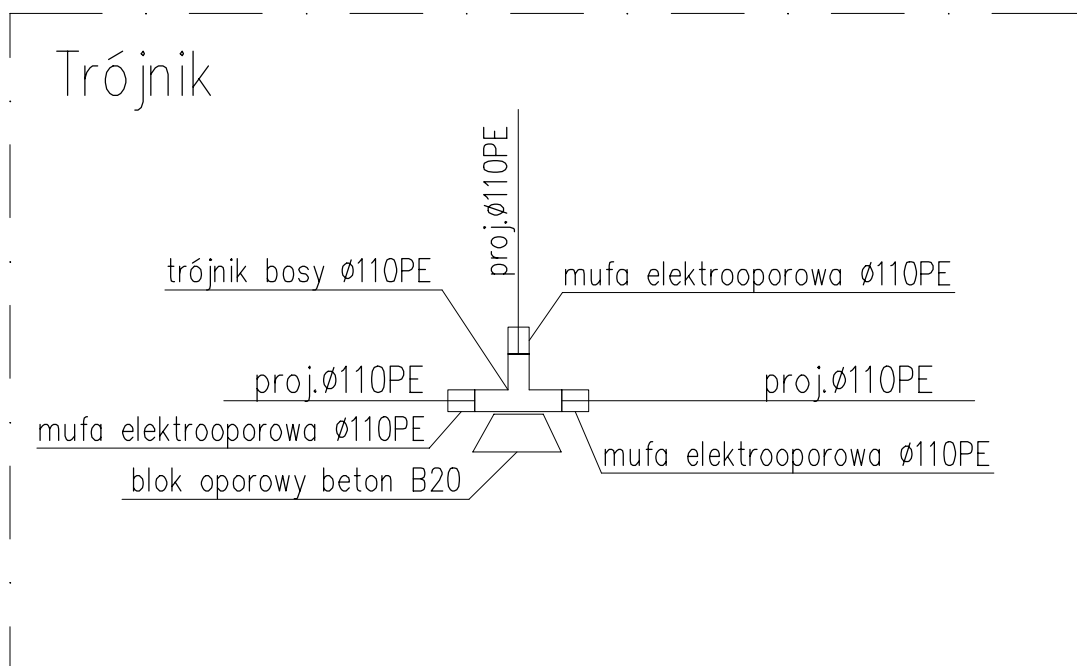 Trójnik
proj.ø110PE
trójnik bosy ø110PE
mufa elektrooporowa ø110PE
proj.ø110PE
proj.ø110PE
mufa elektrooporowa ø110PE
mufa elektrooporowa ø110PE
blok oporowy beton B20